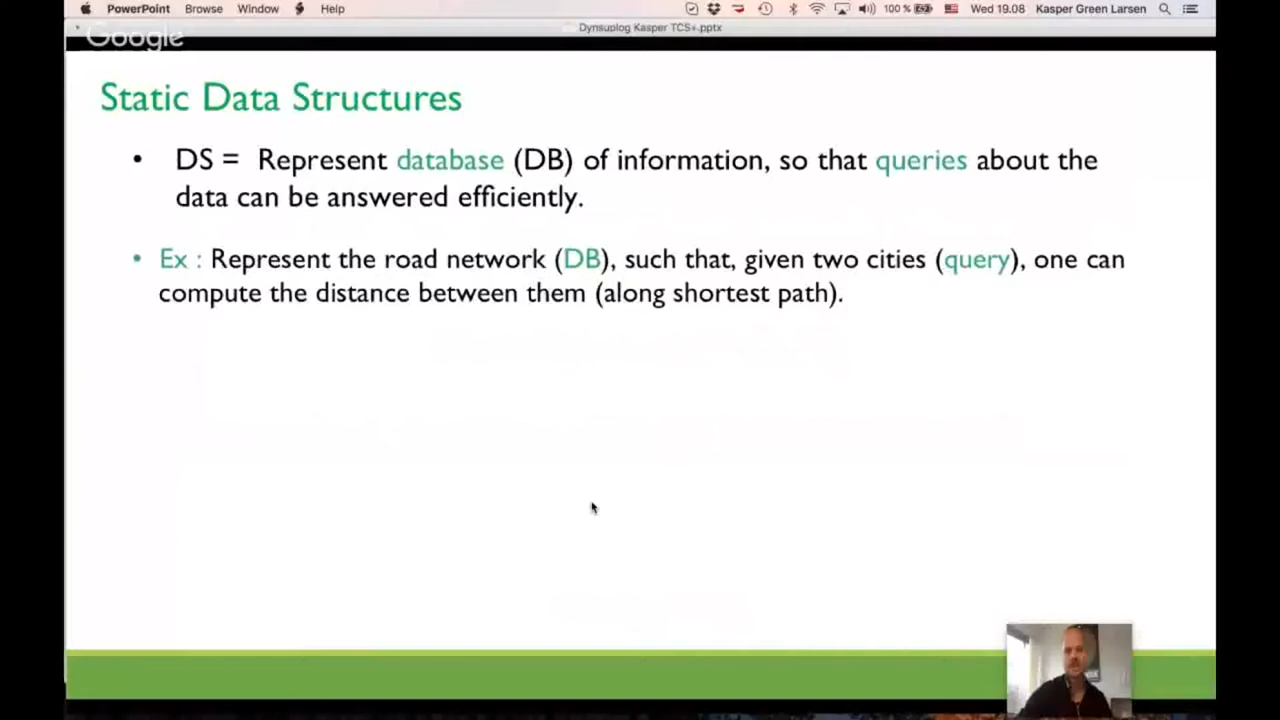 PowerPoint Browse Window Help 100 % Wed 19.08 Kasper Green Larsen
Google
Dynsuplog Kasper TCS+.pptx
Static Data Structures
• DS = Represent database (DB) of information, so that queries about the
data can be answered efficiently.
• Ex : Represent the road network (DB), such that, given two cities (query), one can
compute the distance between them (along shortest path).